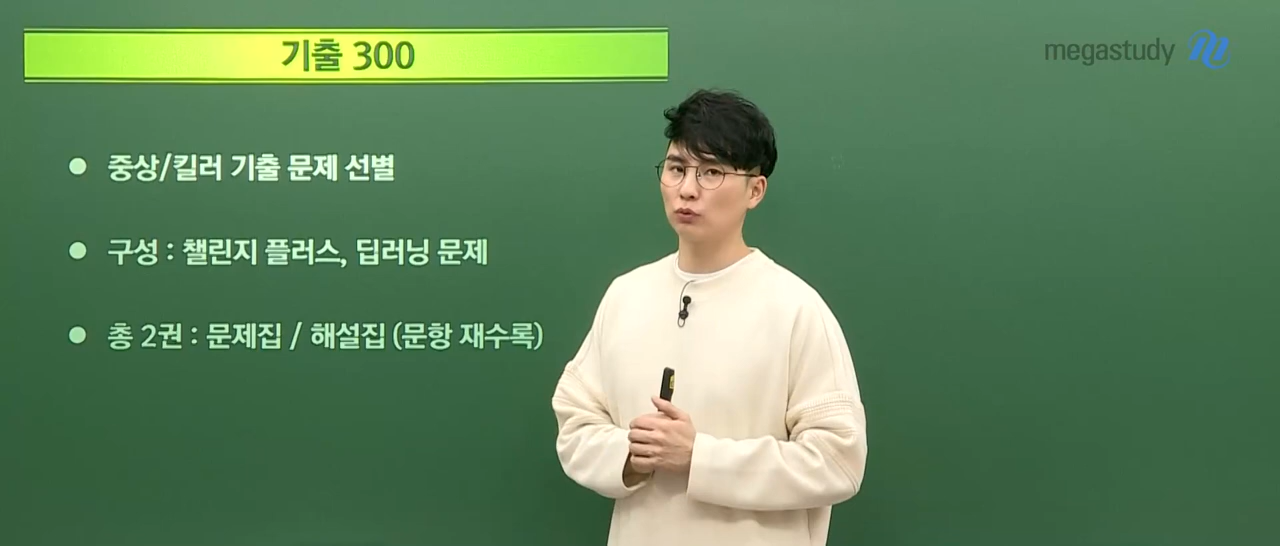 기출 300
megastudy
중상/킬러 기출 문제 선별
구성 : 챌린지 플러스, 딥러닝 문제
총 2권 : 문제집 / 해설집 (문항 재수록)